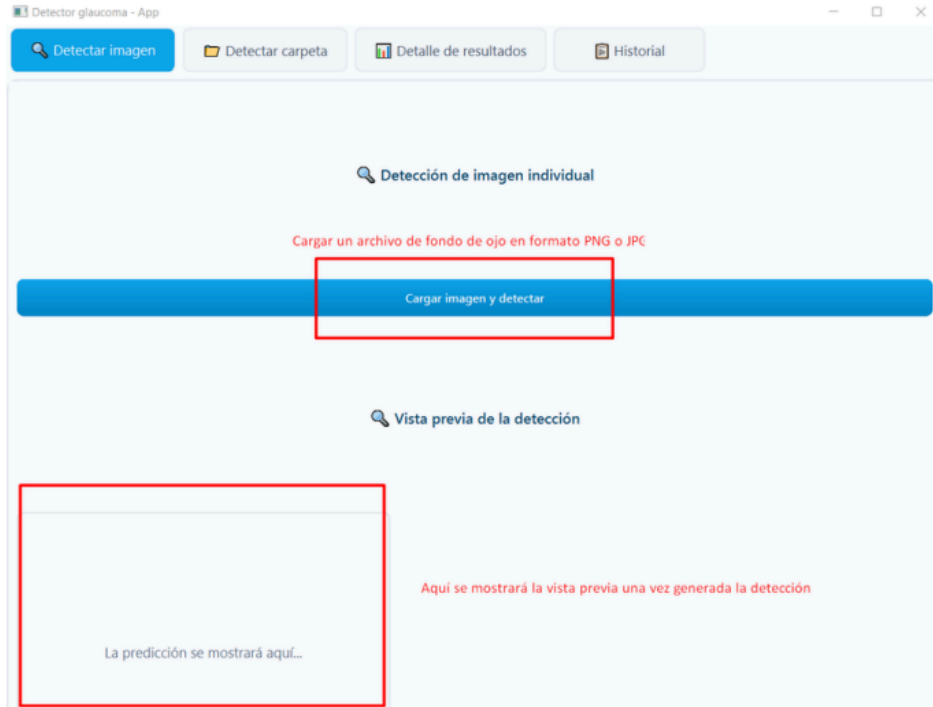 Detector glaucoma - App
Detectar imagen
Detectar carpeta
Detalle de resultados
Historial
Detección de imagen individual
Cargar un archivo de fondo de ojo en formato PNG o JPG
Cargar imagen y detectar
Vista previa de la detección
Aquí se mostrará la vista previa una vez generada la detección
La predicción se mostrará aquí...